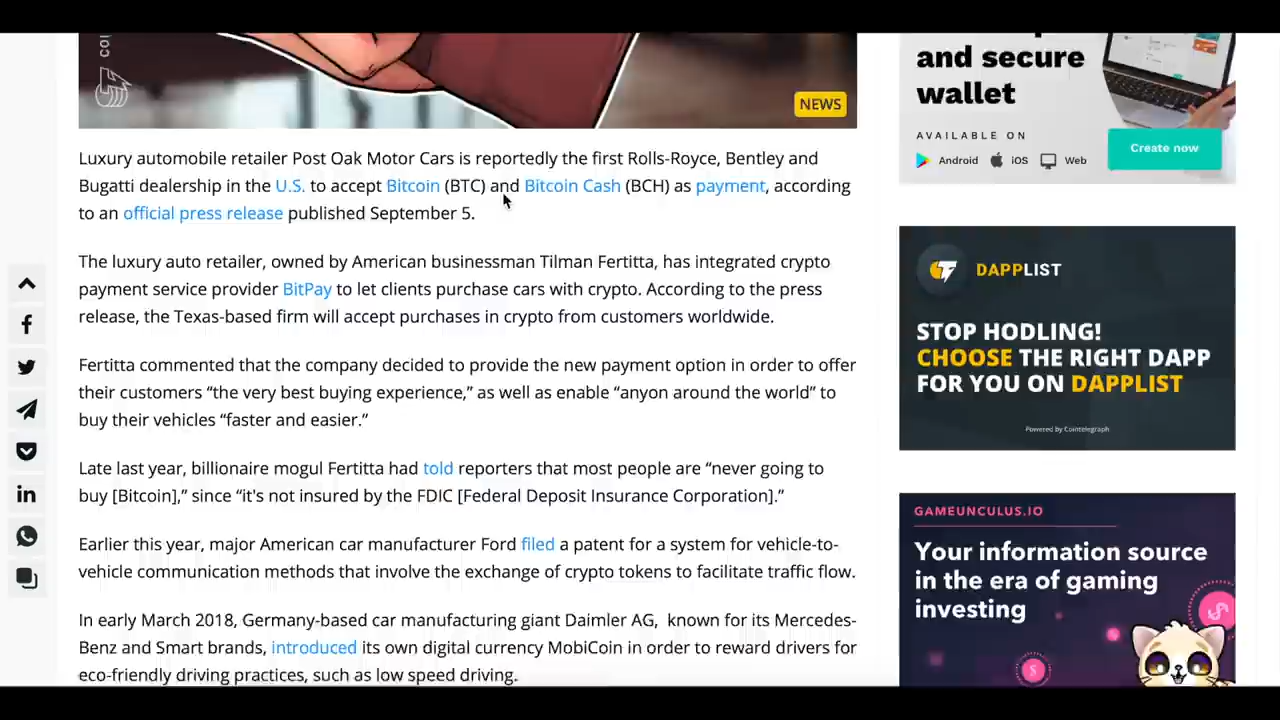 CO
NEWS
Luxury automobile retailer Post Oak Motor Cars is reportedly the first Rolls-Royce, Bentley and
Bugatti dealership in the U.S. to accept Bitcoin (BTC) and Bitcoin Cash (BCH) as payment, according
to an official press release published September 5.
The luxury auto retailer, owned by American businessman Tilman Fertitta, has integrated crypto
payment service provider BitPay to let clients purchase cars with crypto. According to the press
release, the Texas-based firm will accept purchases in crypto from customers worldwide.
Fertitta commented that the company decided to provide the new payment option in order to offer
their customers “the very best buying experience,” as well as enable “anyon around the world” to
buy their vehicles “faster and easier.”
Late last year, billionaire mogul Fertitta had told reporters that most people are “never going to
buy [Bitcoin],” since “it's not insured by the FDIC [Federal Deposit Insurance Corporation].”
Earlier this year, major American car manufacturer Ford filed a patent for a system for vehicle-to-
vehicle communication methods that involve the exchange of crypto tokens to facilitate traffic flow.
In early March 2018, Germany-based car manufacturing giant Daimler AG, known for its Mercedes-
Benz and Smart brands, introduced its own digital currency MobiCoin in order to reward drivers for
eco-friendly driving practices, such as low speed driving.
and secure
wallet
AVAILABLE ON
Android iOS Web
Create now
DAPPLIST
STOP HODLING!
CHOOSE THE RIGHT DAPP
FOR YOU ON DAPPLIST
Powered by Cointelegraph
GAMEUNCULUS.IO
Your information source
in the era of gaming
investing